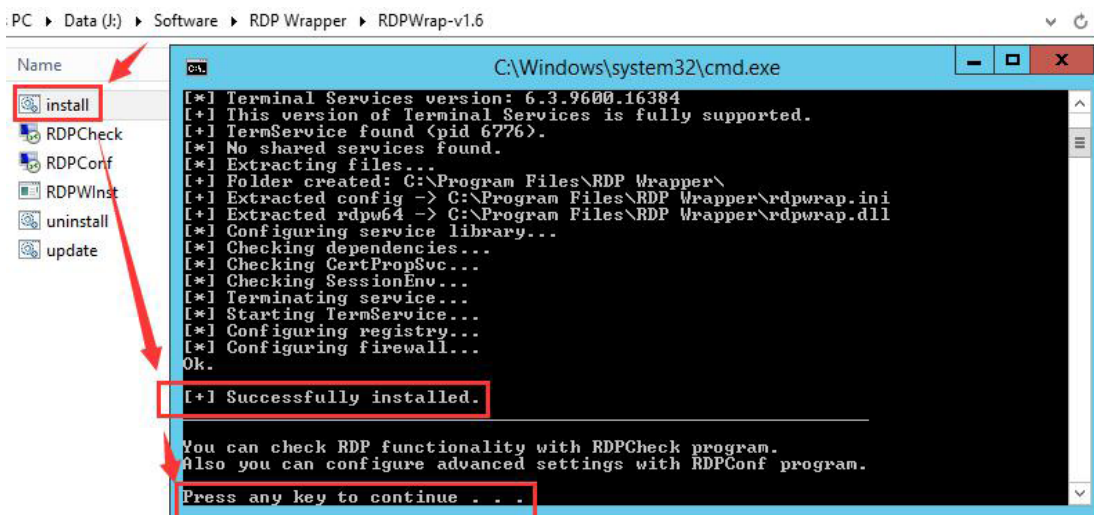 PC ▸ Data (J:) ▸ Software ▸ RDP Wrapper ▸ RDPWrap-v1.6
Name
install
RDPCheck
RDPConf
RDPWInst
uninstall
update
C:\Windows\system32\cmd.exe
[*] Terminal Services version: 6.3.9600.16384
[+] This version of Terminal Services is fully supported.
[+] TermService found (pid 6776).
[*] No shared services found.
[*] Extracting files...
[+] Folder created: C:\Program Files\RDP Wrapper\
[+] Extracted config -> C:\Program Files\RDP Wrapper\rdpwrap.ini
[+] Extracted rdpw64 -> C:\Program Files\RDP Wrapper\rdpwrap.dll
[*] Configuring service library...
[*] Checking dependencies...
[*] Checking CertPropSvc...
[*] Checking SessionEnv...
[*] Terminating service...
[*] Starting TermService...
[*] Configuring registry...
[*] Configuring firewall...
Ok.
[+] Successfully installed.
You can check RDP functionality with RDPCheck program.
Also you can configure advanced settings with RDPConf program.
Press any key to continue . . .